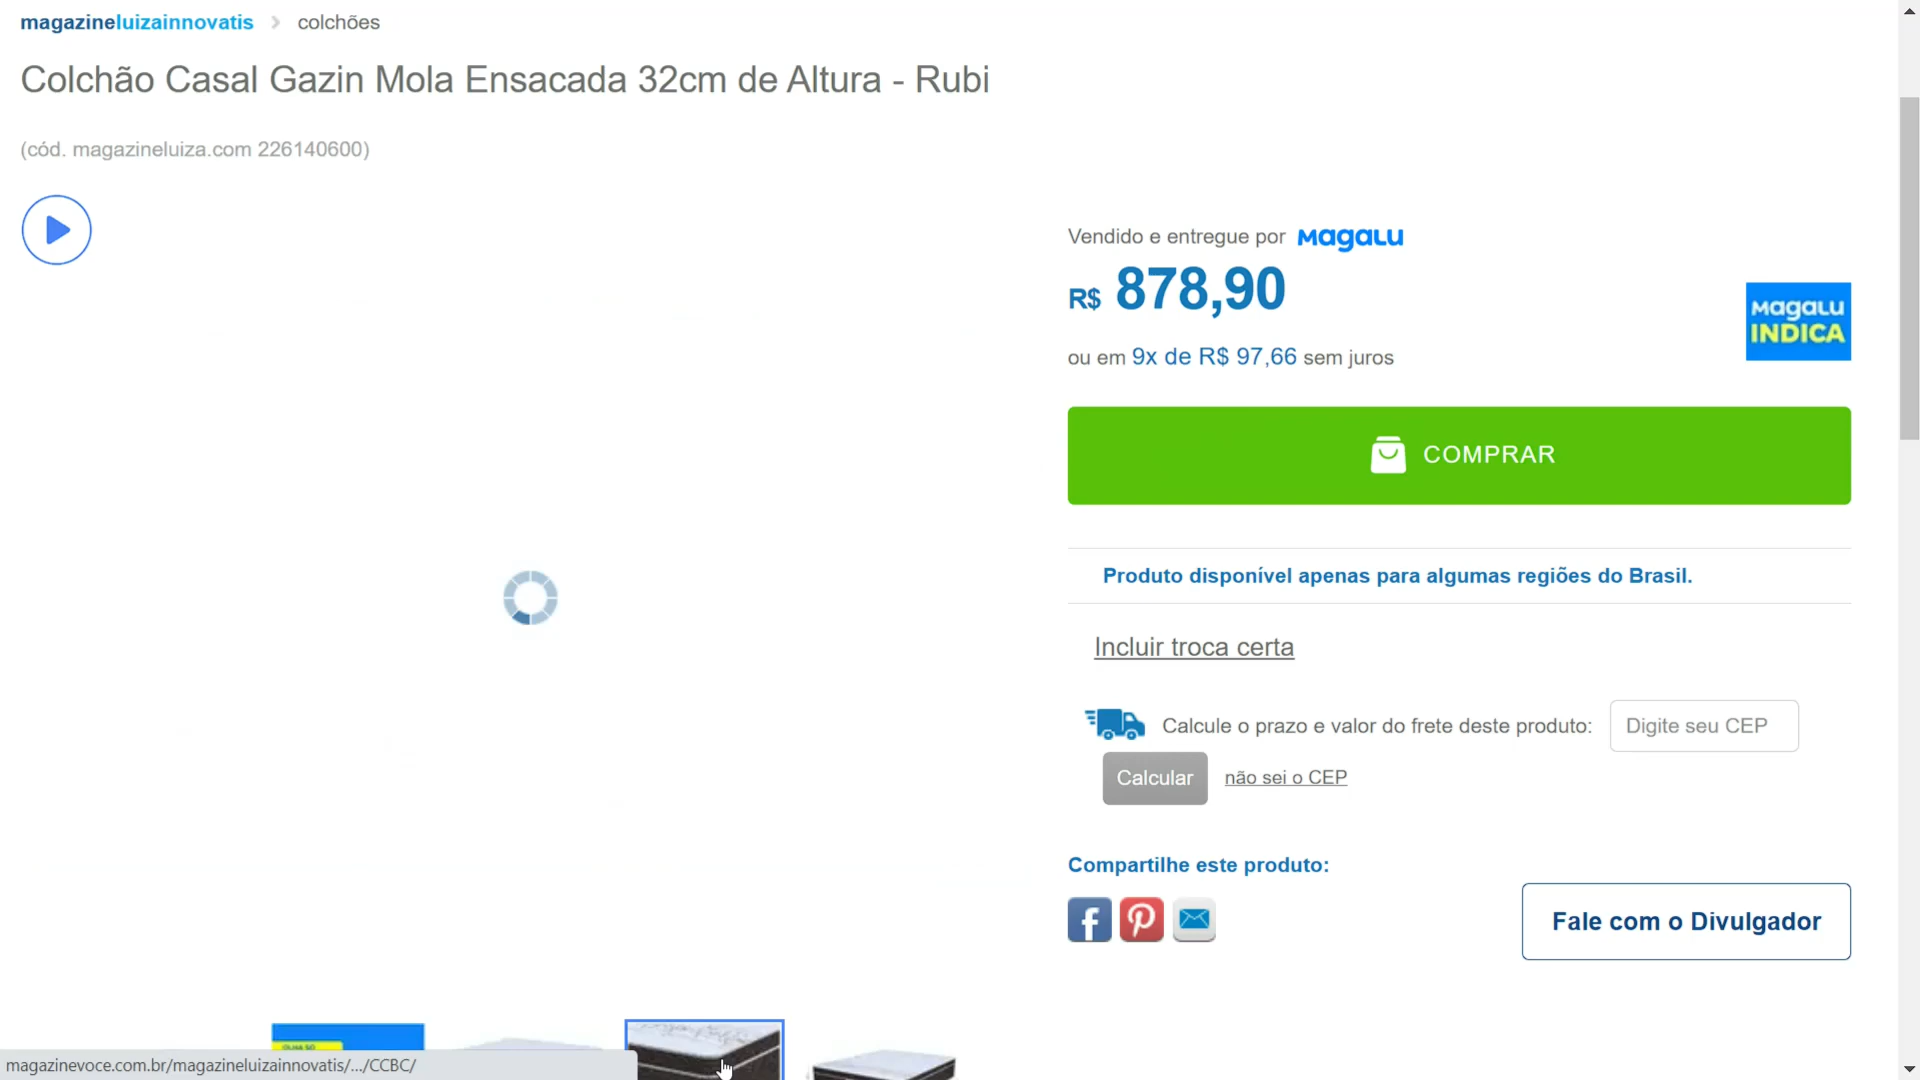 magazineluizainnovatis > colchões
Colchão Casal Gazin Mola Ensacada 32cm de Altura - Rubi
(cód. magazineluiza.com 226140600)
Vendido e entregue por MagaLu
R$ 878,90
MagaLu
INDICA
ou em 9x de R$ 97,66 sem juros
COMPRAR
Produto disponível apenas para algumas regiões do Brasil.
Incluir troca certa
Calcule o prazo e valor do frete deste produto: Digite seu CEP
Calcular não sei o CEP
Compartilhe este produto:
Fale com o Divulgador
OLHA SÓ
magazinevoce.com.br/magazineluizainnovatis/.../CCBC/